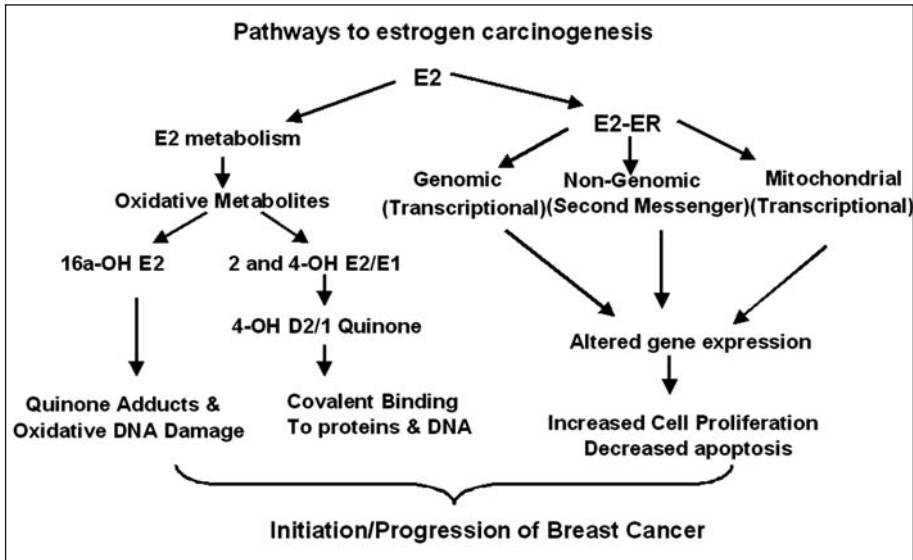 Pathways to estrogen carcinogenesis
E2
E2 metabolism
E2-ER
Oxidative Metabolites
Genomic
(Transcriptional)
Non-Genomic
(Second Messenger)
Mitochondrial
(Transcriptional)
16a-OH E2
2 and 4-OH E2/E1
4-OH D2/1 Quinone
Altered gene expression
Quinone Adducts &
Oxidative DNA Damage
Covalent Binding
To proteins & DNA
Increased Cell Proliferation
Decreased apoptosis
Initiation/Progression of Breast Cancer